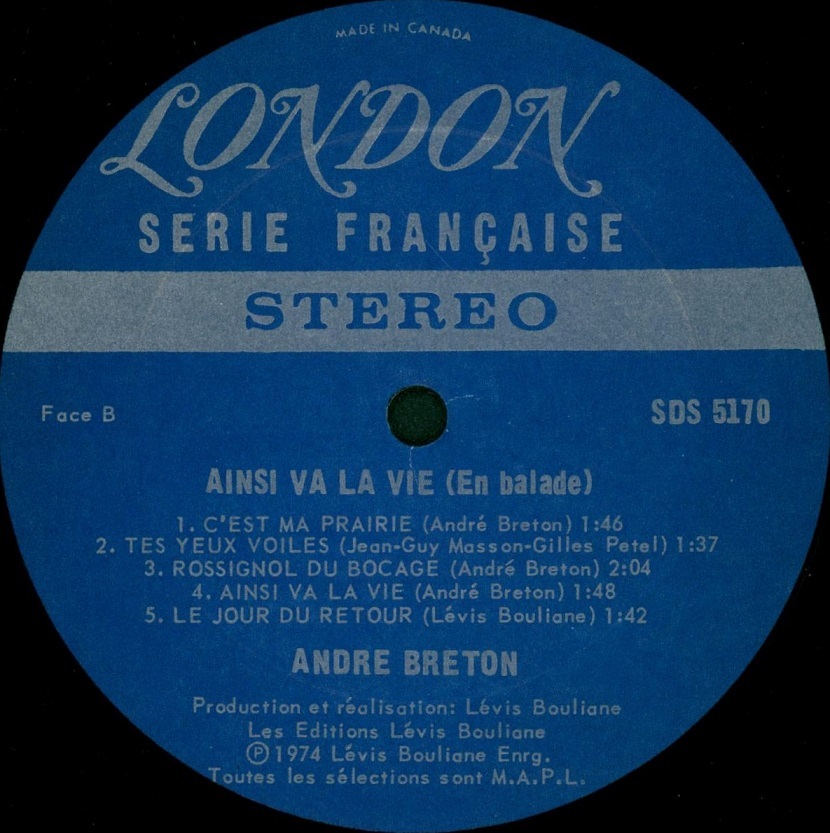 MADE IN CANADA
LONDON
SERIE FRANÇAISE
STEREO
Face B
SDS 5170
AINSI VA LA VIE (En balade)
1. C'EST MA PRAIRIE (André Breton) 1:46
2. TES YEUX VOILES (Jean-Guy Masson-Gilles Petel) 1:37
3. ROSSIGNOL DU BOCAGE (André Breton) 2:04
4. AINSI VA LA VIE (André Breton) 1:48
5. LE JOUR DU RETOUR (Lévis Bouliane) 1:42
ANDRE BRETON
Production et réalisation: Lévis Bouliane
Les Editions Lévis Bouliane
℗1974 Lévis Bouliane Enrg.
Toutes les sélections sont M.A.P.L.